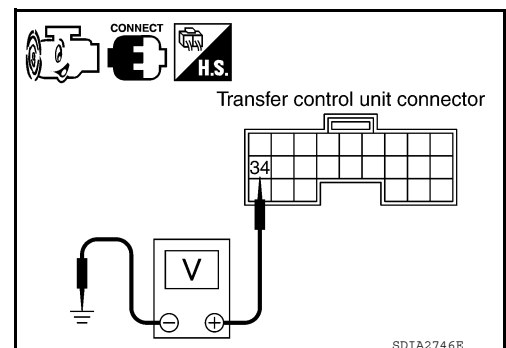 CONNECT
H.S.
Transfer control unit connector
34
V
− +
SDIA2746E